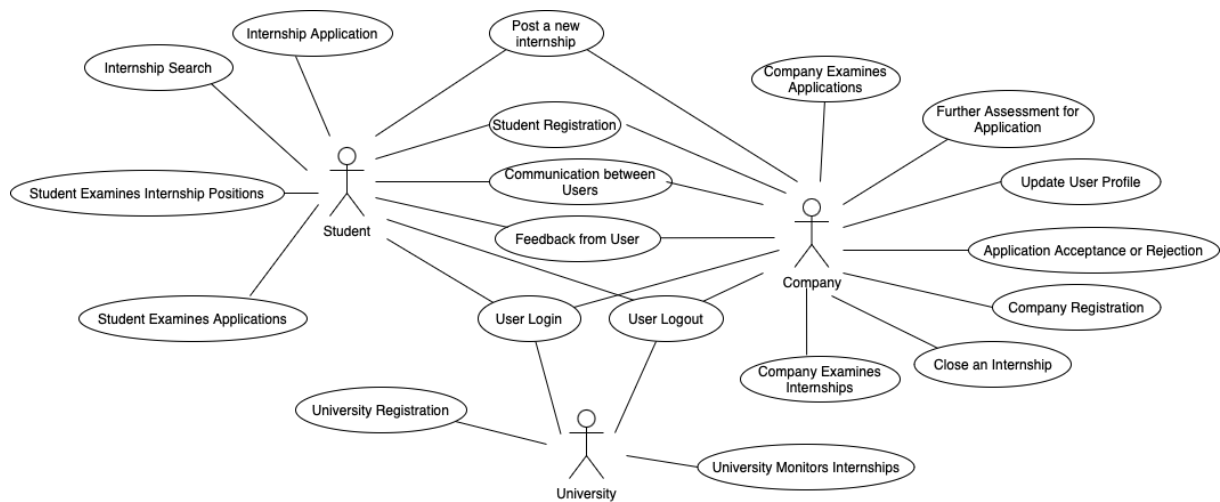 Internship Application
Post a new
internship
Internship Search
Company Examines
Applications
Student Registration
Further Assessment for
Application
Communication between
Users
Update User Profile
Student Examines Internship Positions
Student
Feedback from User
Application Acceptance or Rejection
Company
Company Registration
Student Examines Applications
User Login
User Logout
Close an Internship
Company Examines
Internships
University Registration
University Monitors Internships
University